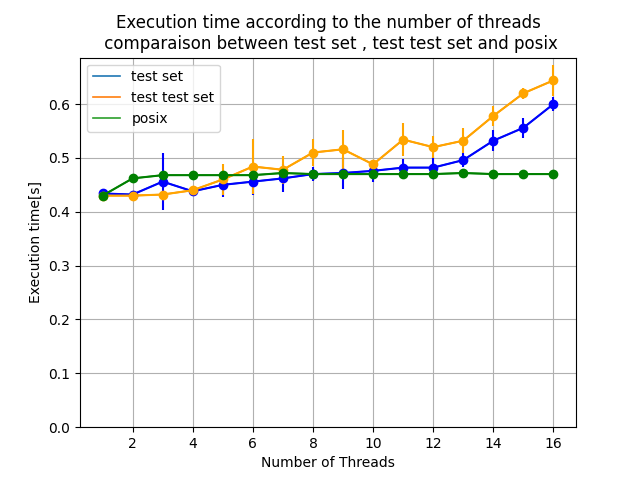 Execution time according to the number of threads
comparaison between test set , test test set and posix
test set
test test set
posix
Execution time[s]
0.6
0.5
0.4
0.3
0.2
0.1
0.0
2 4 6 8 10 12 14 16
Number of Threads